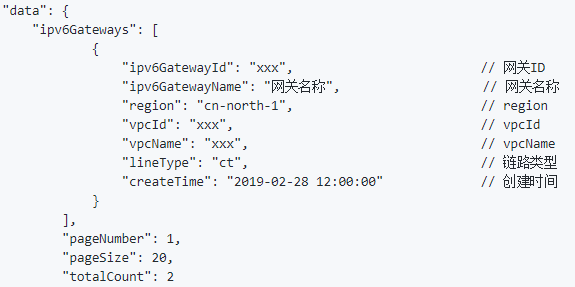 "data": {
"ipv6Gateways": [
{
"ipv6GatewayId": "xxx", // 网关ID
"ipv6GatewayName": "网关名称", // 网关名称
"region": "cn-north-1", // region
"vpcId": "xxx", // vpcId
"vpcName": "xxx", // vpcName
"lineType": "ct", // 链路类型
"createTime": "2019-02-28 12:00:00" // 创建时间
}
],
"pageNumber": 1,
"pageSize": 20,
"totalCount": 2